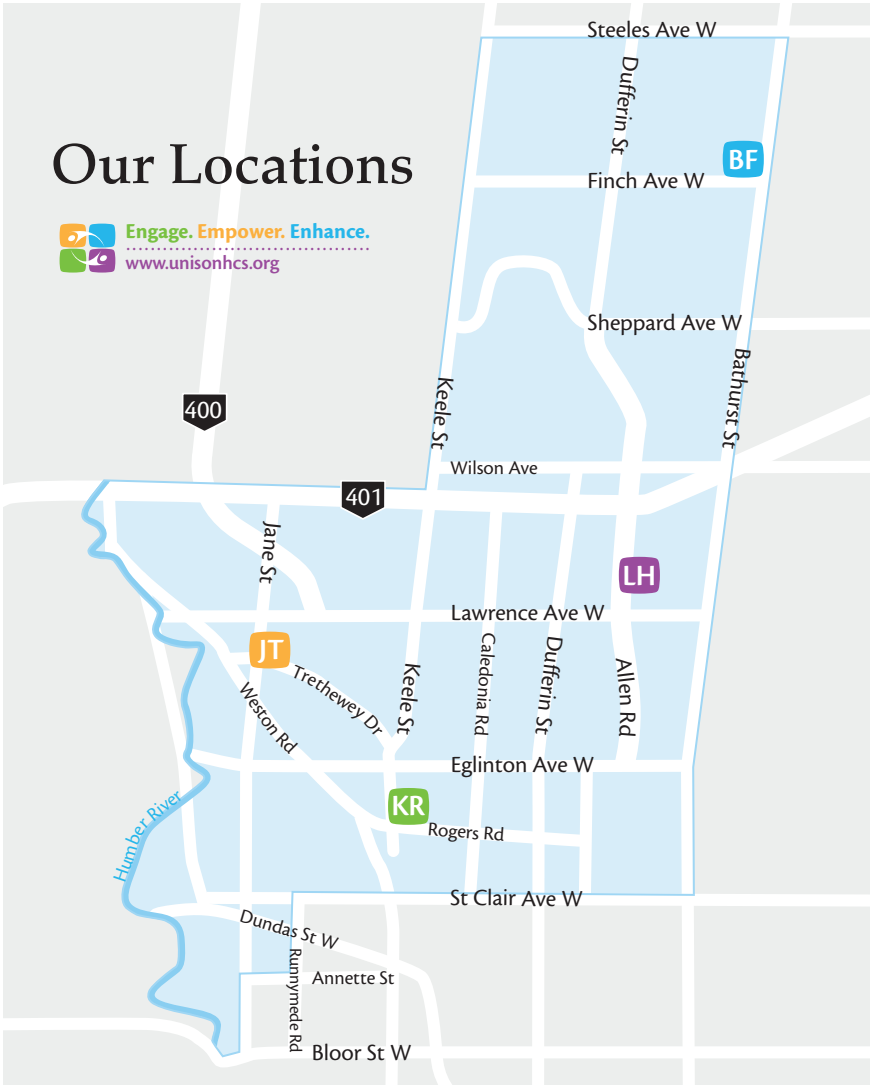 Our Locations
Engage. Empower. Enhance.
www.unisonhcs.org
Steeles Ave W
Dufferin St
BF
Finch Ave W
Sheppard Ave W
Bathurst St
Keele St
400
Wilson Ave
401
Jane St
LH
Lawrence Ave W
JT
Trethewey Dr
Keele St
Caledonia Rd
Dufferin St
Allen Rd
Weston Rd
Eglinton Ave W
KR
Rogers Rd
Humber River
St Clair Ave W
Dundas St W
Runnymede Rd
Annette St
Bloor St W